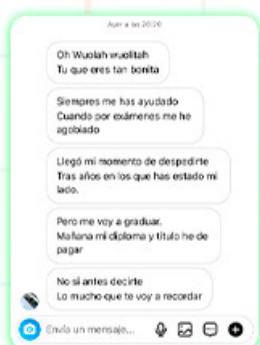 Ayer a las 20:20
Oh Wuolah wuolitah
Tu que eres tan bonita
Siempres me has ayudado
Cuando por exámenes me he
agobiado
Llegó mi momento de despedirte
Tras años en los que has estado mi
lado.
Pero me voy a graduar.
Mañana mi diploma y título he de
pagar
No si antes decirte
Lo mucho que te voy a recordar
Envía un mensaje...